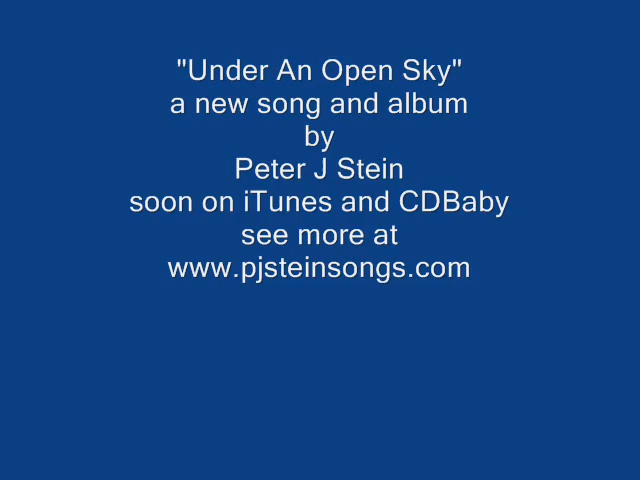 "Under An Open Sky"
a new song and album
by
Peter J Stein
soon on iTunes and CDBaby
see more at
www.pjsteinsongs.com